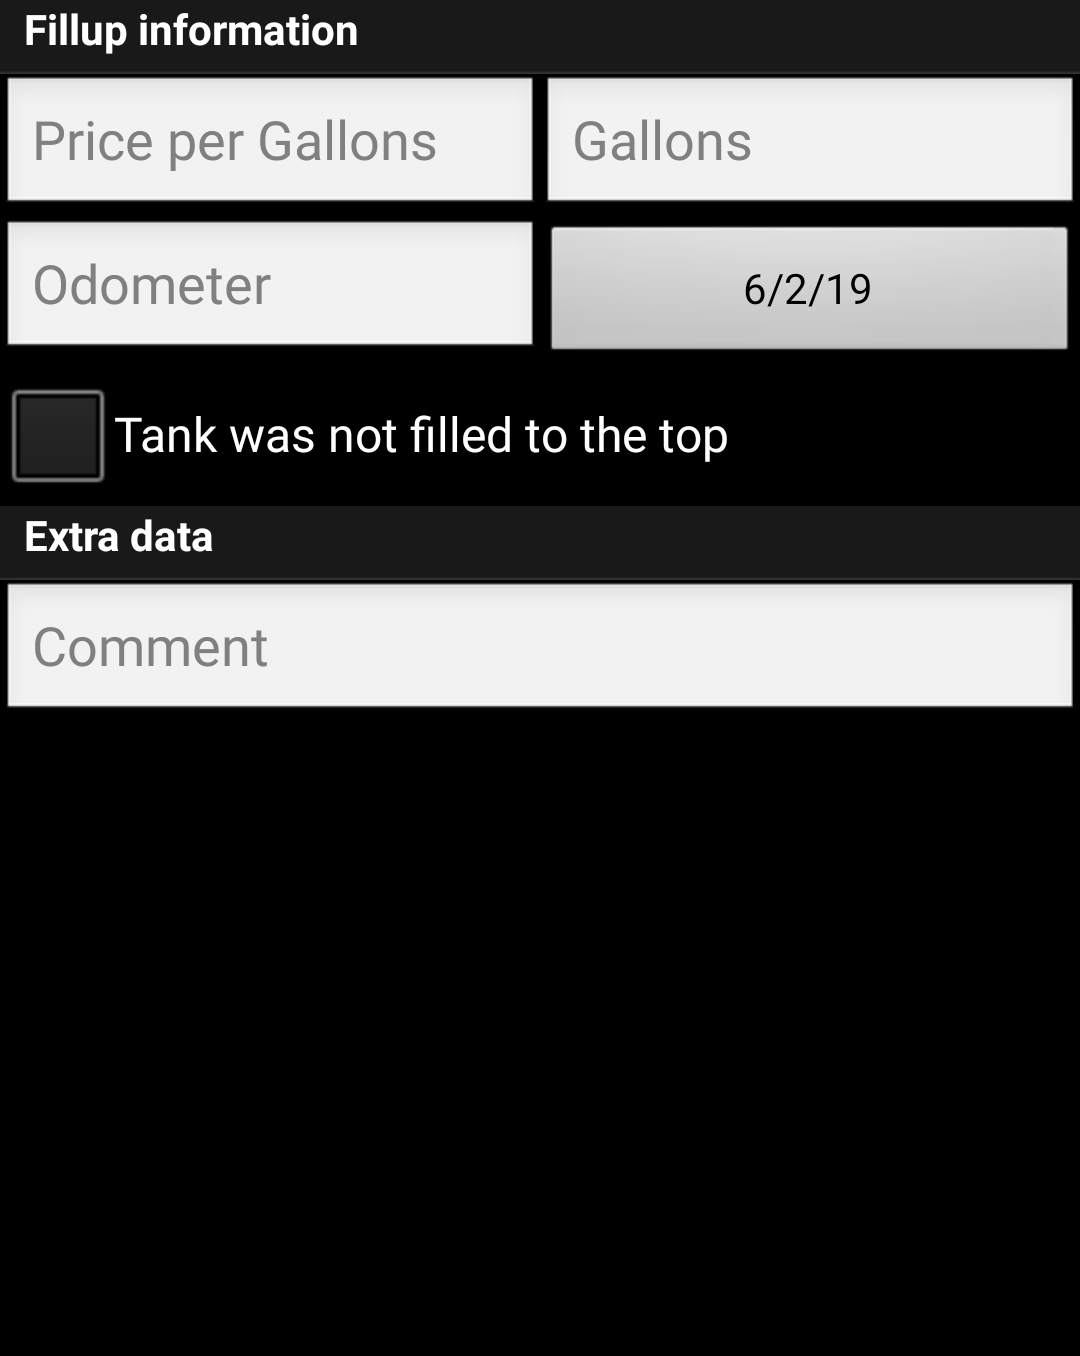 Fillup information
Price per Gallons
Gallons
Odometer
6/2/19
Tank was not filled to the top
Extra data
Comment